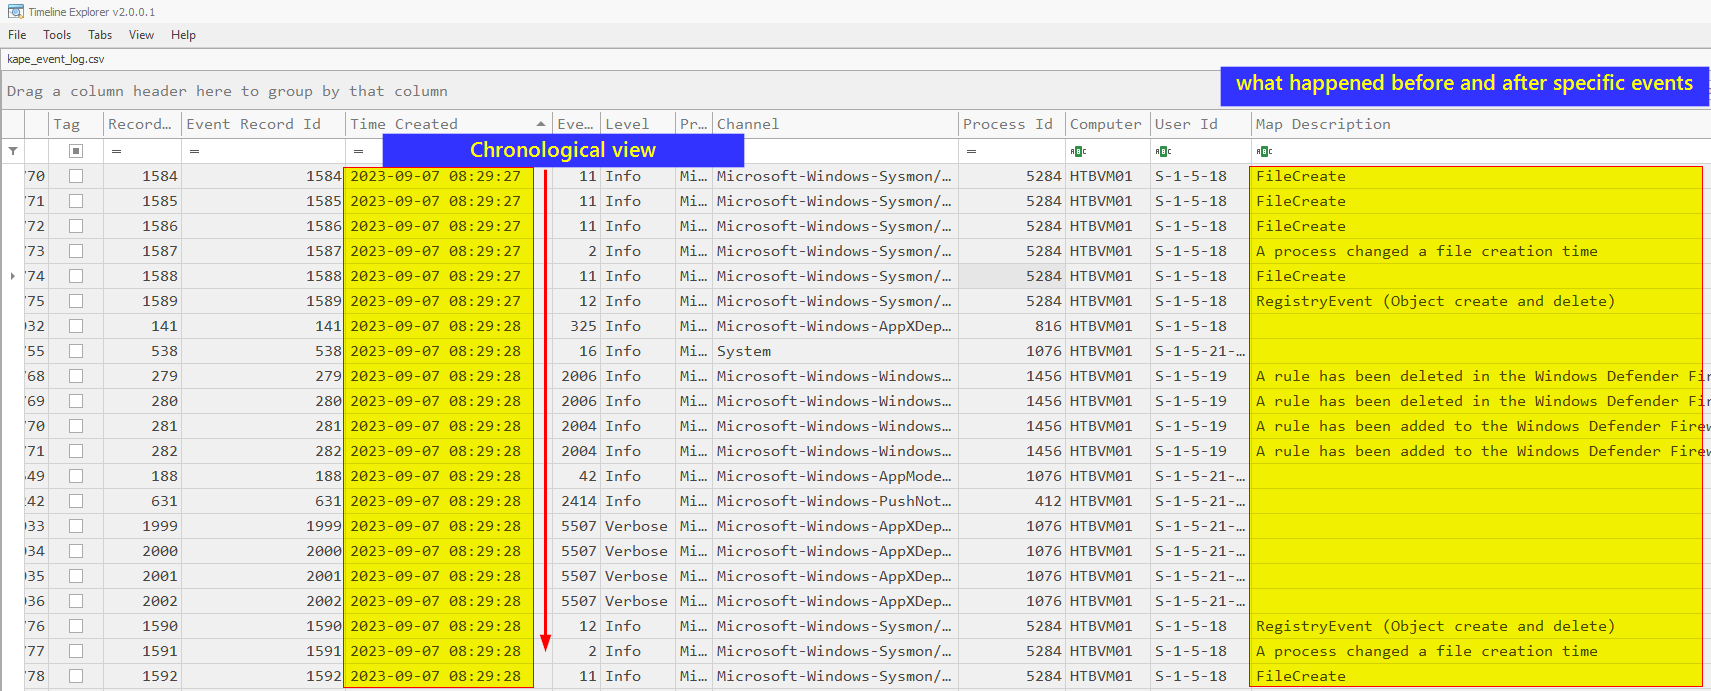 Timeline Explorer v2.0.0.1
File Tools Tabs View Help
kape_event_log.csv
Drag a column header here to group by that column
what happened before and after specific events
Tag Record… Event Record Id Time Created Eve… Level Pr… Channel Process Id Computer User Id Map Description
= = = Chronological view =
70 1584 1584 2023-09-07 08:29:27 11 Info Mi… Microsoft-Windows-Sysmon/… 5284 HTBVM01 S-1-5-18 FileCreate
71 1585 1585 2023-09-07 08:29:27 11 Info Mi… Microsoft-Windows-Sysmon/… 5284 HTBVM01 S-1-5-18 FileCreate
72 1586 1586 2023-09-07 08:29:27 11 Info Mi… Microsoft-Windows-Sysmon/… 5284 HTBVM01 S-1-5-18 FileCreate
73 1587 1587 2023-09-07 08:29:27 2 Info Mi… Microsoft-Windows-Sysmon/… 5284 HTBVM01 S-1-5-18 A process changed a file creation time
74 1588 1588 2023-09-07 08:29:27 11 Info Mi… Microsoft-Windows-Sysmon/… 5284 HTBVM01 S-1-5-18 FileCreate
75 1589 1589 2023-09-07 08:29:27 12 Info Mi… Microsoft-Windows-Sysmon/… 5284 HTBVM01 S-1-5-18 RegistryEvent (Object create and delete)
32 141 141 2023-09-07 08:29:28 325 Info Mi… Microsoft-Windows-AppXDep… 816 HTBVM01 S-1-5-18
55 538 538 2023-09-07 08:29:28 16 Info Mi… System 1076 HTBVM01 S-1-5-21-…
68 279 279 2023-09-07 08:29:28 2006 Info Mi… Microsoft-Windows-Windows… 1456 HTBVM01 S-1-5-19 A rule has been deleted in the Windows Defender Fir
69 280 280 2023-09-07 08:29:28 2006 Info Mi… Microsoft-Windows-Windows… 1456 HTBVM01 S-1-5-19 A rule has been deleted in the Windows Defender Fir
70 281 281 2023-09-07 08:29:28 2004 Info Mi… Microsoft-Windows-Windows… 1456 HTBVM01 S-1-5-19 A rule has been added to the Windows Defender Firew
71 282 282 2023-09-07 08:29:28 2004 Info Mi… Microsoft-Windows-Windows… 1456 HTBVM01 S-1-5-19 A rule has been added to the Windows Defender Firew
49 188 188 2023-09-07 08:29:28 42 Info Mi… Microsoft-Windows-AppMode… 1076 HTBVM01 S-1-5-21-…
42 631 631 2023-09-07 08:29:28 2414 Info Mi… Microsoft-Windows-PushNot… 412 HTBVM01 S-1-5-21-…
33 1999 1999 2023-09-07 08:29:28 5507 Verbose Mi… Microsoft-Windows-AppXDep… 1076 HTBVM01 S-1-5-21-…
34 2000 2000 2023-09-07 08:29:28 5507 Verbose Mi… Microsoft-Windows-AppXDep… 1076 HTBVM01 S-1-5-21-…
35 2001 2001 2023-09-07 08:29:28 5507 Verbose Mi… Microsoft-Windows-AppXDep… 1076 HTBVM01 S-1-5-21-…
36 2002 2002 2023-09-07 08:29:28 5507 Verbose Mi… Microsoft-Windows-AppXDep… 1076 HTBVM01 S-1-5-21-…
76 1590 1590 2023-09-07 08:29:28 12 Info Mi… Microsoft-Windows-Sysmon/… 5284 HTBVM01 S-1-5-18 RegistryEvent (Object create and delete)
77 1591 1591 2023-09-07 08:29:28 2 Info Mi… Microsoft-Windows-Sysmon/… 5284 HTBVM01 S-1-5-18 A process changed a file creation time
78 1592 1592 2023-09-07 08:29:28 11 Info Mi… Microsoft-Windows-Sysmon/… 5284 HTBVM01 S-1-5-18 FileCreate